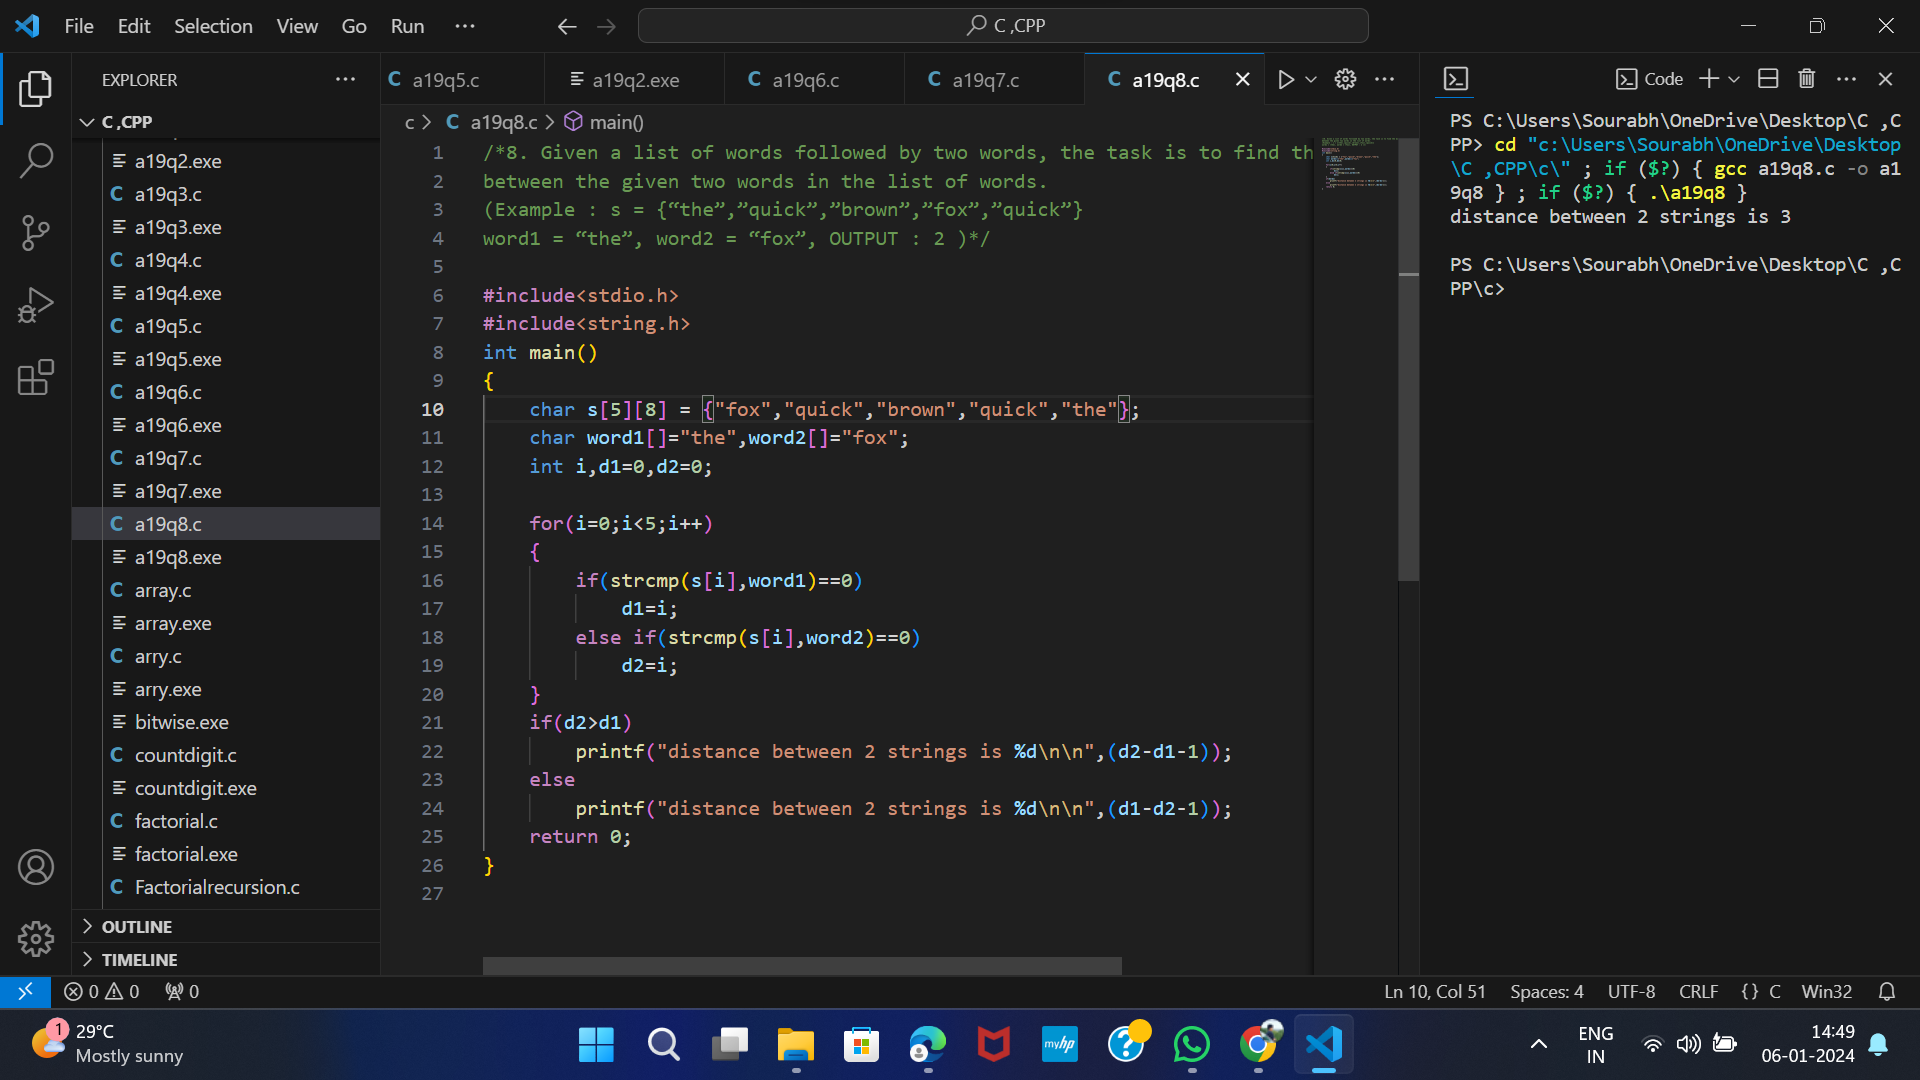 File Edit Selection View Go Run ··· C ,CPP
EXPLORER ···
C ,CPP
a19q2.exe
a19q3.c
a19q3.exe
a19q4.c
a19q4.exe
a19q5.c
a19q5.exe
a19q6.c
a19q6.exe
a19q7.c
a19q7.exe
a19q8.c
a19q8.exe
array.c
array.exe
arry.c
arry.exe
bitwise.exe
countdigit.c
countdigit.exe
factorial.c
factorial.exe
Factorialrecursion.c
OUTLINE
TIMELINE
C a19q5.c a19q2.exe C a19q6.c C a19q7.c C a19q8.c
c > C a19q8.c > main()
1 /*8. Given a list of words followed by two words, the task is to find th
2 between the given two words in the list of words.
3 (Example : s = {“the”,”quick”,”brown”,”fox”,”quick”}
4 word1 = “the”, word2 = “fox”, OUTPUT : 2 )*/
5
6 #include<stdio.h>
7 #include<string.h>
8 int main()
9 {
10 char s[5][8] = {"fox","quick","brown","quick","the"};
11 char word1[]="the",word2[]="fox";
12 int i,d1=0,d2=0;
13
14 for(i=0;i<5;i++)
15 {
16 if(strcmp(s[i],word1)==0)
17 d1=i;
18 else if(strcmp(s[i],word2)==0)
19 d2=i;
20 }
21 if(d2>d1)
22 printf("distance between 2 strings is %d\n\n",(d2-d1-1));
23 else
24 printf("distance between 2 strings is %d\n\n",(d1-d2-1));
25 return 0;
26 }
27
Code
PS C:\Users\Sourabh\OneDrive\Desktop\C ,C
PP> cd "c:\Users\Sourabh\OneDrive\Desktop
\C ,CPP\c\" ; if ($?) { gcc a19q8.c -o a1
9q8 } ; if ($?) { .\a19q8 }
distance between 2 strings is 3
PS C:\Users\Sourabh\OneDrive\Desktop\C ,C
PP\c>
0 0 0 Ln 10, Col 51 Spaces: 4 UTF-8 CRLF {} C Win32
1 29°C
Mostly sunny
myhp
ENG
IN
14:49
06-01-2024